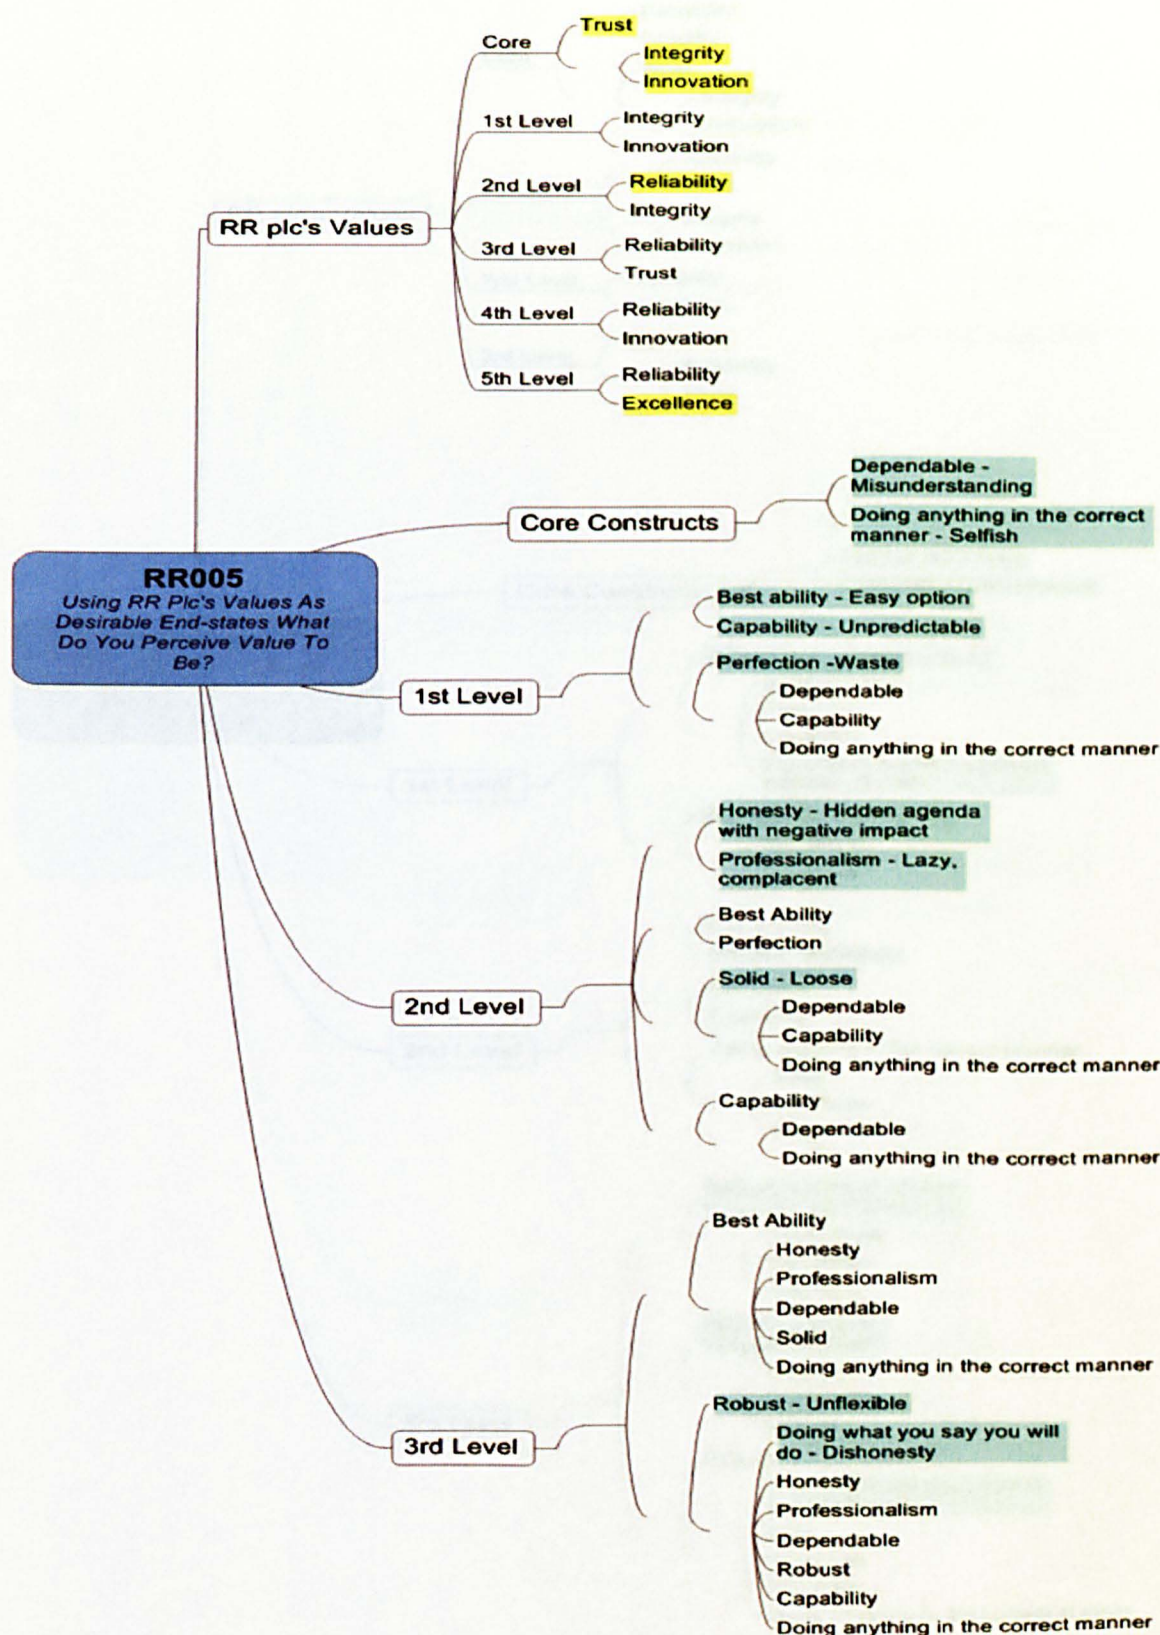 Trust
Core
Integrity
Innovation
1st Level
Integrity
Innovation
2nd Level
Reliability
Integrity
RR plc's Values
3rd Level
Reliability
Trust
4th Level
Reliability
Innovation
5th Level
Reliability
Excellence
Core Constructs
Dependable -
Misunderstanding
Doing anything in the correct
manner - Selfish
RR005
Using RR Plc's Values As
Desirable End-states What
Do You Perceive Value To
Be?
1st Level
Best ability - Easy option
Capability - Unpredictable
Perfection -Waste
Dependable
Capability
Doing anything in the correct manner
2nd Level
Honesty - Hidden agenda
with negative impact
Professionalism - Lazy,
complacent
Best Ability
Perfection
Solid - Loose
Dependable
Capability
Doing anything in the correct manner
Capability
Dependable
Doing anything in the correct manner
3rd Level
Best Ability
Honesty
Professionalism
Dependable
Solid
Doing anything in the correct manner
Robust - Unflexible
Doing what you say you will
do - Dishonesty
Honesty
Professionalism
Dependable
Robust
Capability
Doing anything in the correct manner